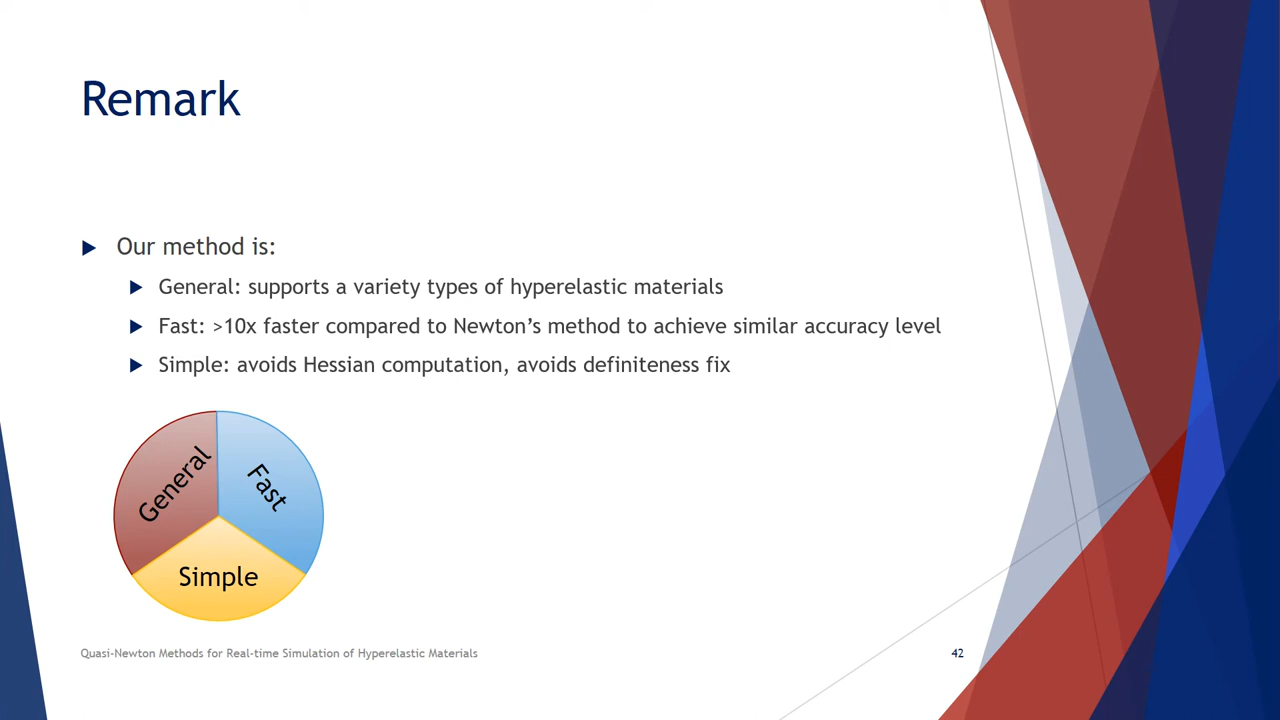 Remark
Our method is:
General: supports a variety types of hyperelastic materials
Fast: >10x faster compared to Newton’s method to achieve similar accuracy level
Simple: avoids Hessian computation, avoids definiteness fix
General
Fast
Simple
Quasi-Newton Methods for Real-time Simulation of Hyperelastic Materials
42